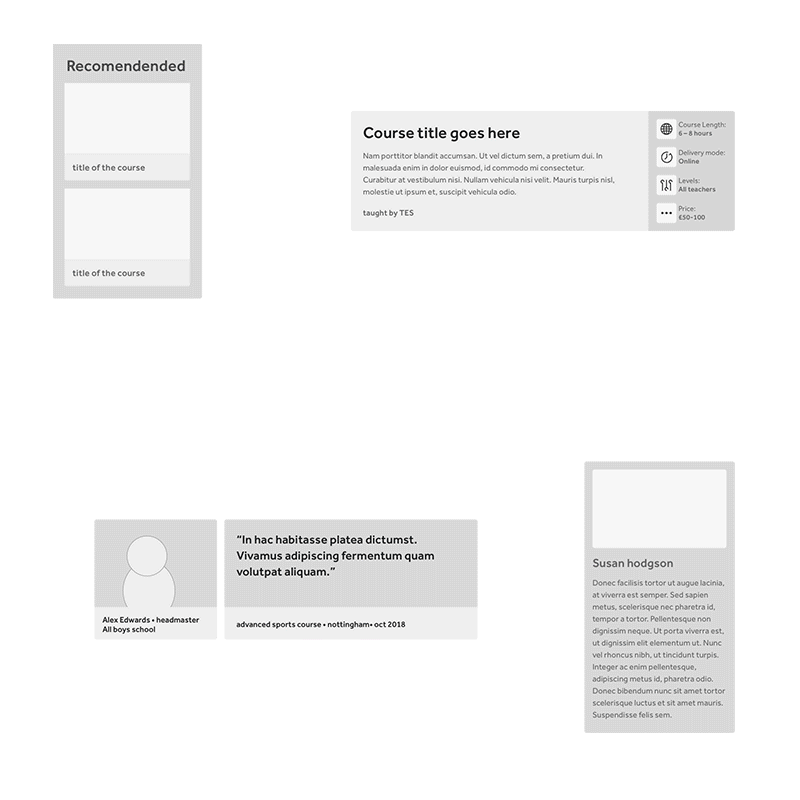 Recomendended
title of the course
title of the course
Course title goes here
Nam porttitor blandit accumsan. Ut vel dictum sem, a pretium dui. In
malesuada enim in dolor euismod, id commodo mi consectetur.
Curabitur at vestibulum nisi. Nullam vehicula nisi velit. Mauris turpis nisl,
molestie ut ipsum et, suscipit vehicula odio.
taught by TES
Course Length:
6 – 8 hours
Delivery mode:
Online
Levels:
All teachers
Price:
£50-100
Alex Edwards • headmaster
All boys school
"In hac habitasse platea dictumst.
Vivamus adipiscing fermentum quam
volutpat aliquam."
advanced sports course • nottingham• oct 2018
Susan hodgson
Donec facilisis tortor ut augue lacinia,
at viverra est semper. Sed sapien
metus, scelerisque nec pharetra id,
tempor a tortor. Pellentesque non
dignissim neque. Ut porta viverra est,
ut dignissim elit elementum ut. Nunc
vel rhoncus nibh, ut tincidunt turpis.
Integer ac enim pellentesque,
adipiscing metus id, pharetra odio.
Donec bibendum nunc sit amet tortor
scelerisque luctus et sit amet mauris.
Suspendisse felis sem.